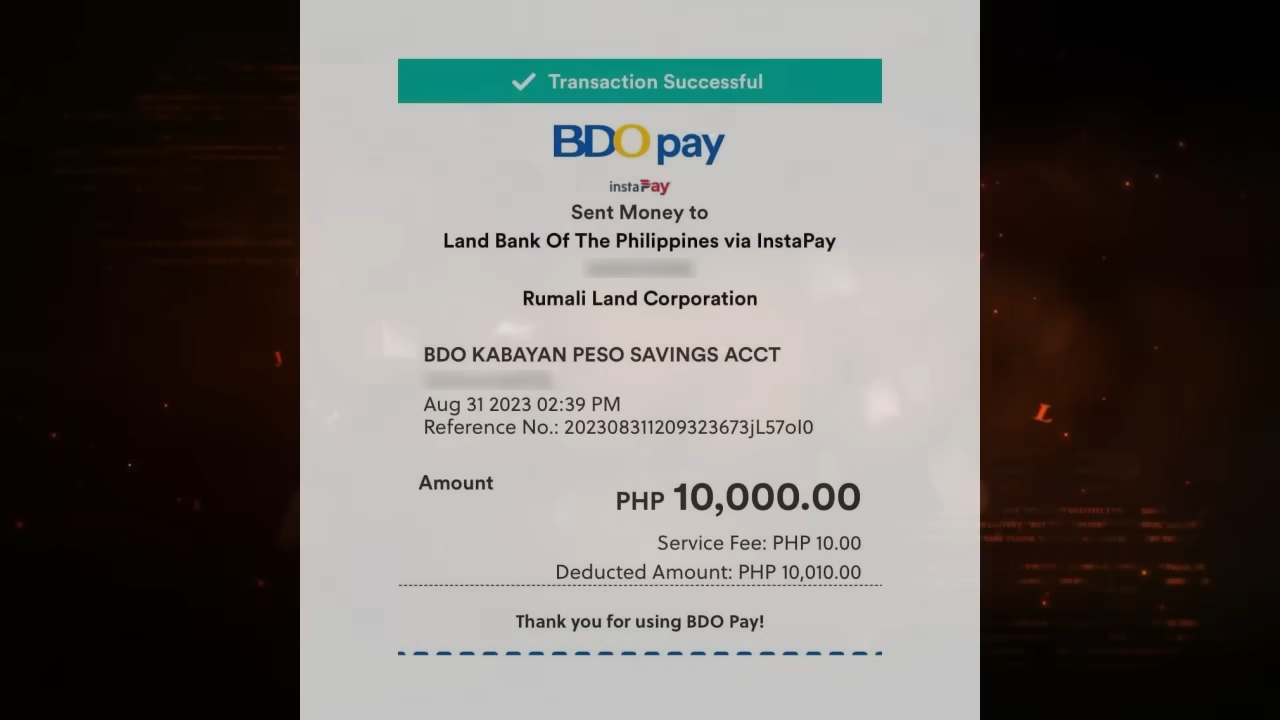 Transaction Successful
BDO pay
instaPay
Sent Money to
Land Bank Of The Philippines via InstaPay
Rumali Land Corporation
BDO KABAYAN PESO SAVINGS ACCT
Aug 31 2023 02:39 PM
Reference No.: 202308311209323673jL57ol0
Amount
PHP 10,000.00
Service Fee: PHP 10.00
Deducted Amount: PHP 10,010.00
Thank you for using BDO Pay!